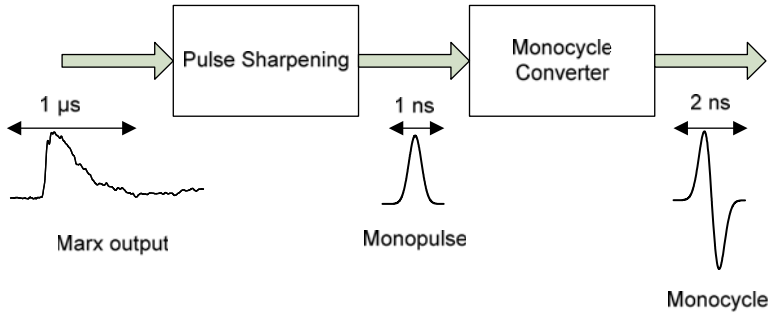 Pulse Sharpening
Monocycle
Converter
1 µs
1 ns
2 ns
Marx output
Monopulse
Monocycle